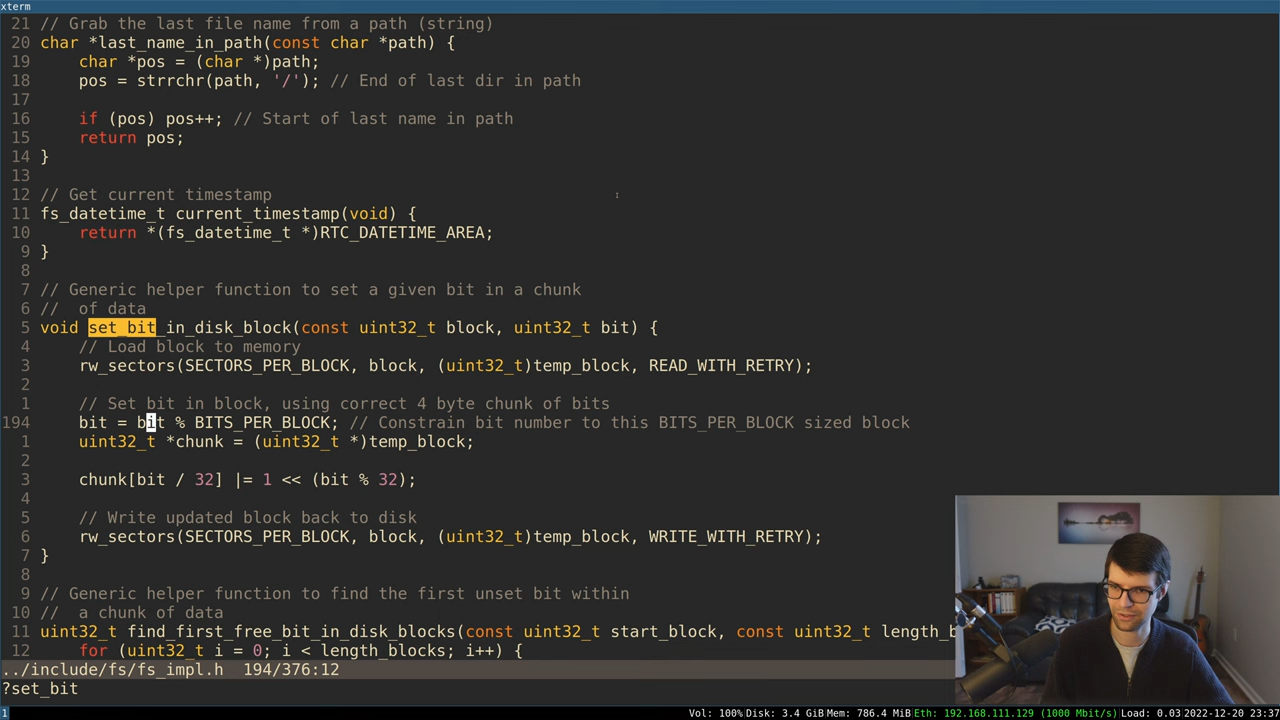 xterm
21 // Grab the last file name from a path (string)
20 char *last_name_in_path(const char *path) {
19     char *pos = (char *)path;
18     pos = strrchr(path, '/'); // End of last dir in path
17
16     if (pos) pos++; // Start of last name in path
15     return pos;
14 }
13
12 // Get current timestamp
11 fs_datetime_t current_timestamp(void) {
10     return *(fs_datetime_t *)RTC_DATETIME_AREA;
9 }
8
7 // Generic helper function to set a given bit in a chunk
6 //  of data
5 void set_bit_in_disk_block(const uint32_t block, uint32_t bit) {
4     // Load block to memory
3     rw_sectors(SECTORS_PER_BLOCK, block, (uint32_t)temp_block, READ_WITH_RETRY);
2
1     // Set bit in block, using correct 4 byte chunk of bits
194     bit = bit % BITS_PER_BLOCK; // Constrain bit number to this BITS_PER_BLOCK sized block
1     uint32_t *chunk = (uint32_t *)temp_block;
2
3     chunk[bit / 32] |= 1 << (bit % 32);
4
5     // Write updated block back to disk
6     rw_sectors(SECTORS_PER_BLOCK, block, (uint32_t)temp_block, WRITE_WITH_RETRY);
7 }
8
9 // Generic helper function to find the first unset bit within
10 //  a chunk of data
11 uint32_t find_first_free_bit_in_disk_blocks(const uint32_t start_block, const uint32_t length_b
12     for (uint32_t i = 0; i < length_blocks; i++) {
../include/fs/fs_impl.h  194/376:12
?set_bit
1 Vol: 100% Disk: 3.4 GiB Mem: 786.4 MiB Eth: 192.168.111.129 (1000 Mbit/s) Load: 0.03 2022-12-20 23:37